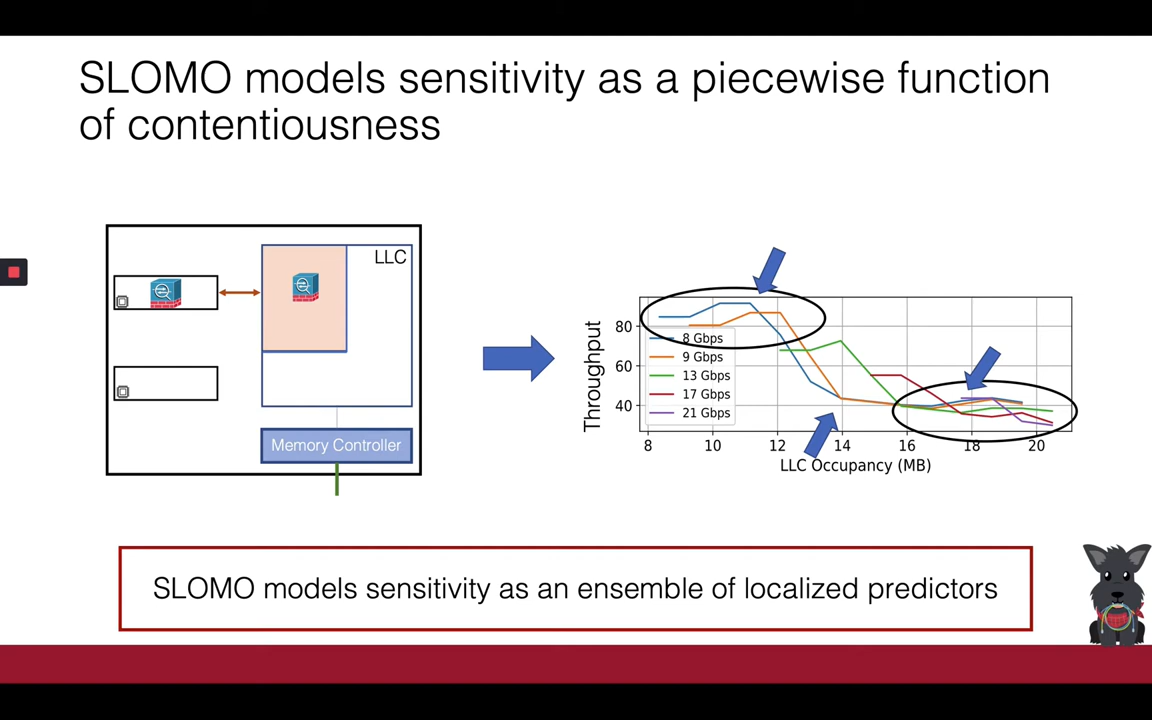 SLOMO models sensitivity as a piecewise function
of contentiousness
LLC
Memory Controller
Throughput
80
60
40
8 Gbps
9 Gbps
13 Gbps
17 Gbps
21 Gbps
8 10 12 14 16 18 20
LLC Occupancy (MB)
SLOMO models sensitivity as an ensemble of localized predictors